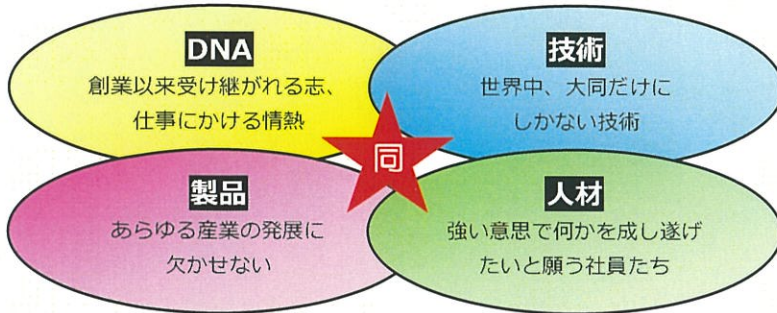 DNA
創業以来受け継がれる志、
仕事にかける情熱
技術
世界中、大同だけに
しかない技術
同
製品
あらゆる産業の発展に
欠かせない
人材
強い意思で何かを成し遂げ
たいと願う社員たち